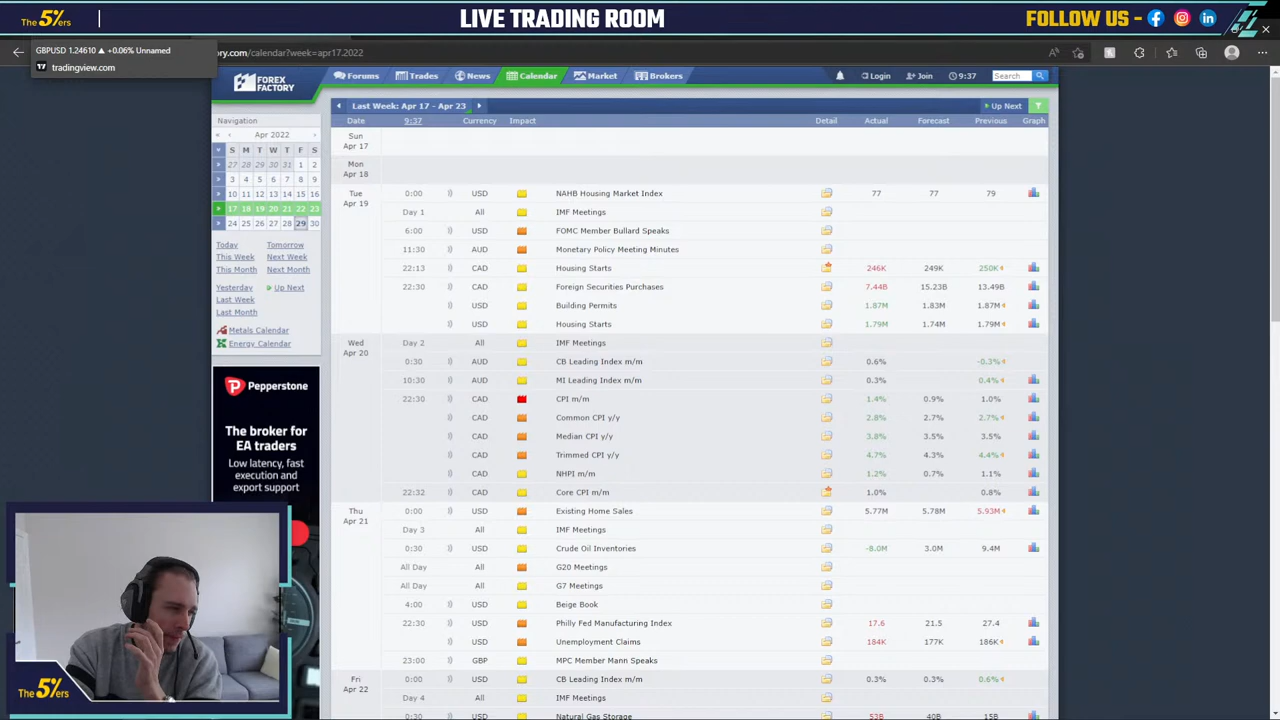 The 5%ers
LIVE TRADING ROOM
FOLLOW US -
GBPUSD 1.24610 ▲ +0.06% Unnamed
tradingview.com
ory.com/calendar?week=apr17.2022
FOREX FACTORY
Forums Trades News Calendar Market Brokers Login Join 9:37 Search
Navigation
« ‹ Apr 2022 ›
S M T W T F S
27 28 29 30 31 1 2
3 4 5 6 7 8 9
10 11 12 13 14 15 16
17 18 19 20 21 22 23
24 25 26 27 28 29 30
Today Tomorrow
This Week Next Week
This Month Next Month
Yesterday Up Next
Last Week
Last Month
Metals Calendar
Energy Calendar
Pepperstone
The broker for
EA traders
Low latency, fast
execution and
export support
Last Week: Apr 17 - Apr 23 Up Next
Date 9:37 Currency Impact Detail Actual Forecast Previous Graph
Sun
Apr 17
Mon
Apr 18
Tue
Apr 19
0:00 USD NAHB Housing Market Index 77 77 79
Day 1 All IMF Meetings
6:00 USD FOMC Member Bullard Speaks
11:30 AUD Monetary Policy Meeting Minutes
22:13 CAD Housing Starts 246K 249K 250K
22:30 CAD Foreign Securities Purchases 7.44B 15.23B 13.49B
USD Building Permits 1.87M 1.83M 1.87M
USD Housing Starts 1.79M 1.74M 1.79M
Wed
Apr 20
Day 2 All IMF Meetings
0:30 AUD CB Leading Index m/m 0.6% -0.3%
10:30 AUD MI Leading Index m/m 0.3% 0.4%
22:30 CAD CPI m/m 1.4% 0.9% 1.0%
CAD Common CPI y/y 2.8% 2.7% 2.7%
CAD Median CPI y/y 3.8% 3.5% 3.5%
CAD Trimmed CPI y/y 4.7% 4.3% 4.4%
CAD NHPI m/m 1.2% 0.7% 1.1%
22:32 CAD Core CPI m/m 1.0% 0.8%
Thu
Apr 21
0:00 USD Existing Home Sales 5.77M 5.78M 5.93M
Day 3 All IMF Meetings
0:30 USD Crude Oil Inventories -8.0M 3.0M 9.4M
All Day All G20 Meetings
All Day All G7 Meetings
4:00 USD Beige Book
22:30 USD Philly Fed Manufacturing Index 17.6 21.5 27.4
USD Unemployment Claims 184K 177K 186K
23:00 GBP MPC Member Mann Speaks
Fri
Apr 22
0:00 USD CB Leading Index m/m 0.3% 0.3% 0.6%
Day 4 All IMF Meetings
0:30 USD Natural Gas Storage 53B 40B 15B
The 5%ers